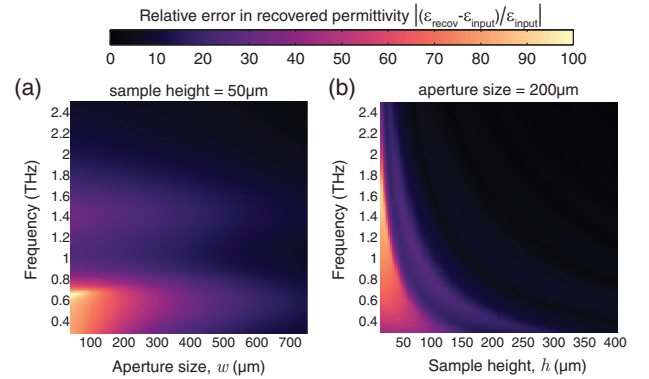 Relative error in recovered permittivity |(ε_recov-ε_input)/ε_input|
0 10 20 30 40 50 60 70 80 90 100
(a) sample height = 50μm
(b) aperture size = 200μm
Frequency (THz)
2.4
2.2
2
1.8
1.6
1.4
1.2
1
0.8
0.6
0.4
100 200 300 400 500 600 700
Aperture size, w (μm)
Frequency (THz)
2.4
2.2
2
1.8
1.6
1.4
1.2
1
0.8
0.6
0.4
50 100 150 200 250 300 350 400
Sample height, h (μm)